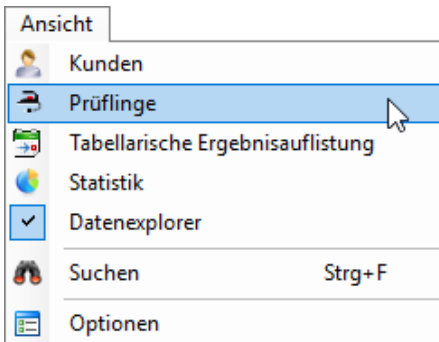 Ansicht
Kunden
Prüflinge
Tabellarische Ergebnisauflistung
Statistik
Datenexplorer
Suchen Strg+F
Optionen